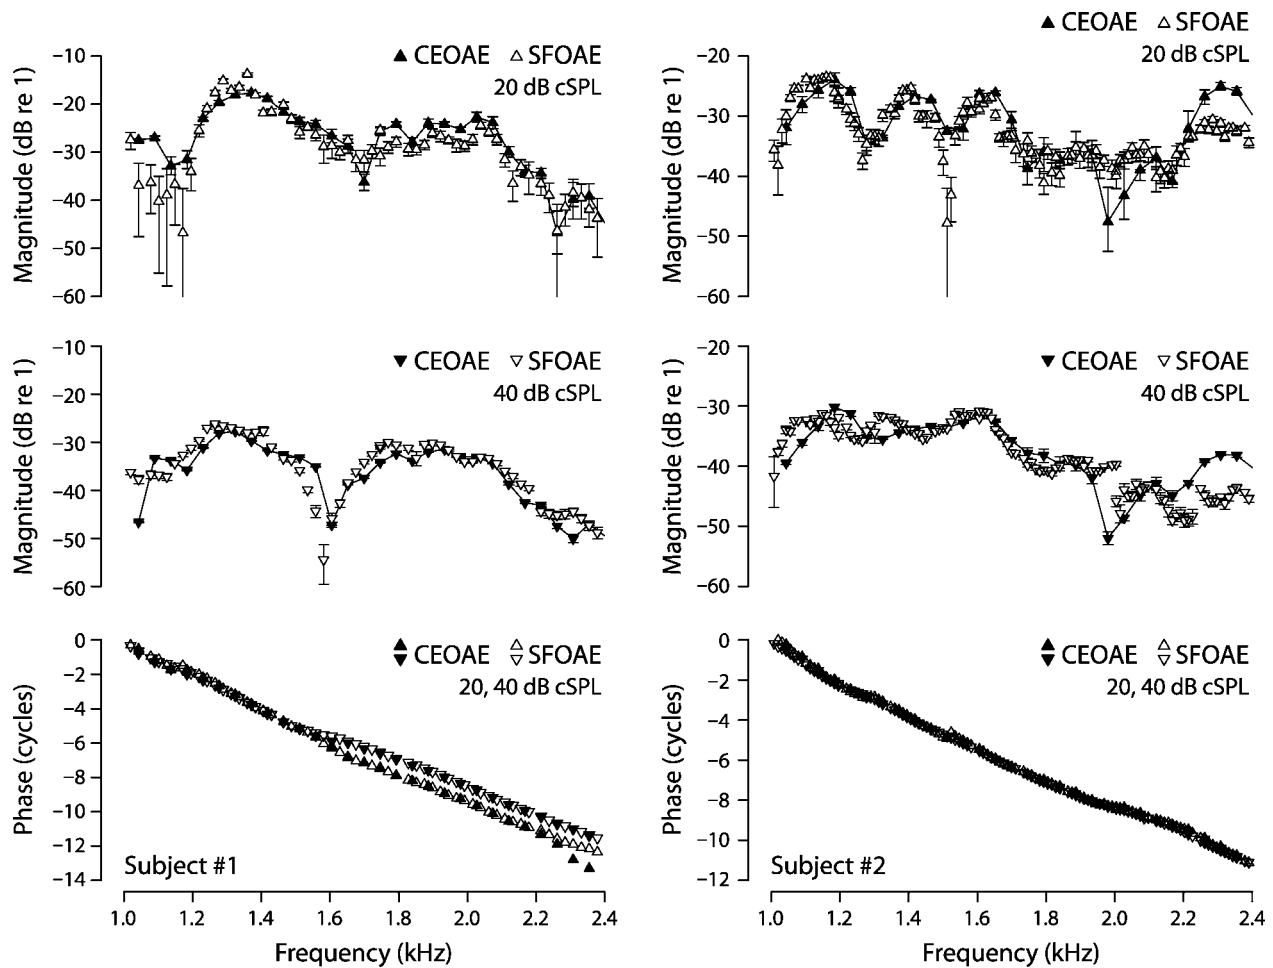 ▲ CEOAE △ SFOAE
20 dB cSPL
Magnitude (dB re 1)
−10
−20
−30
−40
−50
−60
▲ CEOAE △ SFOAE
20 dB cSPL
Magnitude (dB re 1)
−20
−30
−40
−50
−60
▼ CEOAE ▽ SFOAE
40 dB cSPL
Magnitude (dB re 1)
−10
−20
−30
−40
−50
−60
▼ CEOAE ▽ SFOAE
40 dB cSPL
Magnitude (dB re 1)
−20
−30
−40
−50
−60
CEOAE SFOAE
20, 40 dB cSPL
Phase (cycles)
0
−2
−4
−6
−8
−10
−12
−14
Subject #1
1.0 1.2 1.4 1.6 1.8 2.0 2.2 2.4
Frequency (kHz)
CEOAE SFOAE
20, 40 dB cSPL
Phase (cycles)
0
−2
−4
−6
−8
−10
−12
Subject #2
1.0 1.2 1.4 1.6 1.8 2.0 2.2 2.4
Frequency (kHz)